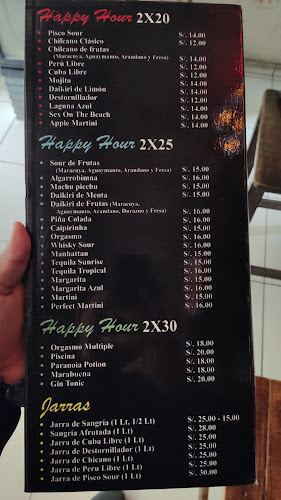 Happy Hour 2X20
• Pisco Sour S/. 14.00
• Chilcano Clásico S/. 12.00
• Chilcano de frutas
(Maracuya, Aguaymanto, Arandano y Fresa) S/. 14.00
• Perú Libre S/. 12.00
• Cuba Libre S/. 12.00
• Mojito S/. 14.00
• Daikiri de Limón S/. 14.00
• Destornillador S/. 12.00
• Laguna Azul S/. 14.00
• Sex On The Beach S/. 14.00
• Apple Martini S/. 14.00
Happy Hour 2X25
• Sour de Frutas
(Maracuya, Aguaymanto, Arandano y Fresa) S/. 15.00
• Algarrobimna S/. 16.00
• Machu piechu S/. 15.00
• Daikiri de Menta S/. 15.00
• Daikiri de Frutas (Maracuya,
Aguaymanto, Arandano, Durazno y Fresa) S/. 16.00
• Piña Colada S/. 16.00
• Caipirinha S/. 15.00
• Orgasmo S/. 16.00
• Whisky Sour S/. 16.00
• Manhattan S/. 15.00
• Tequila Sunrise S/. 15.00
• Tequila Tropical S/. 16.00
• Margarita S/. 15.00
• Margarita Azul S/. 16.00
• Martini S/. 15.00
• Perfect Martini S/. 16.00
Happy Hour 2X30
• Orgasmo Multiple S/. 18.00
• Piscina S/. 20.00
• Paranoia Potion S/. 18.00
• Marabuena S/. 18.00
• Gin Tonic S/. 20.00
Jarras
• Jarra de Sangría (1 Lt, 1/2 Lt) S/. 25.00 - 15.00
• Sangria Afrutada (1 Lt) S/. 28.00
• Jarra de Cuba Libre (1 Lt) S/. 25.00
• Jarra de Destornillador (1 Lt) S/. 25.00
• Jarra de Chicano (1 Lt) S/. 25.00
• Jarra de Peru Libre (1 Lt) S/. 25.00
• Jarra de Pisco Sour (1 Lt) S/. 30.00